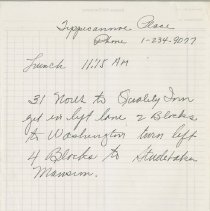 Tippecanoe Place
Phone 1-234-9077
Lunch 11:15 AM
31 North to Quality Inn
get in left lane 2 Blocks
to Washington turn left
4 Blocks to Studebaker
Mansion.